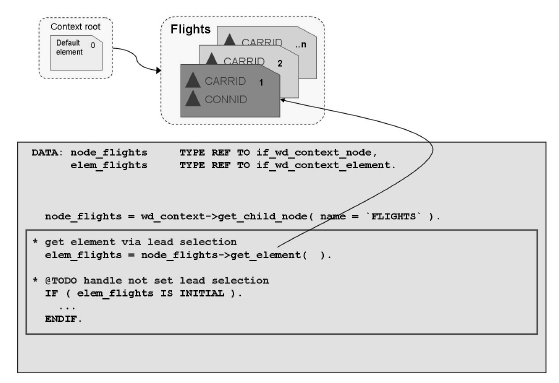 Context root
Default
element 0
Flights
CARRID ..n
CARRID 2
CARRID 1
CONNID
DATA: node_flights TYPE REF TO if_wd_context_node,
elem_flights TYPE REF TO if_wd_context_element.
node_flights = wd_context->get_child_node( name = `FLIGHTS` ).
* get element via lead selection
elem_flights = node_flights->get_element( ).
* @TODO handle not set lead selection
IF ( elem_flights IS INITIAL ).
...
ENDIF.